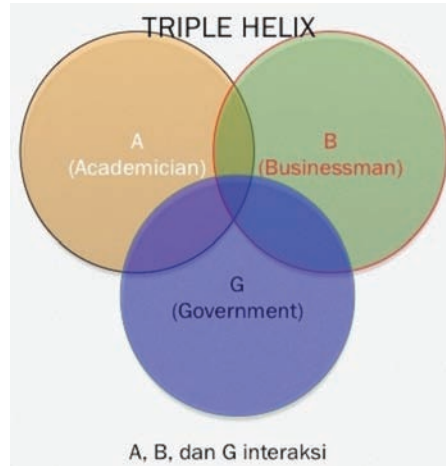 TRIPLE HELIX
A
(Academician)
B
(Businessman)
G
(Government)
A, B, dan G interaksi